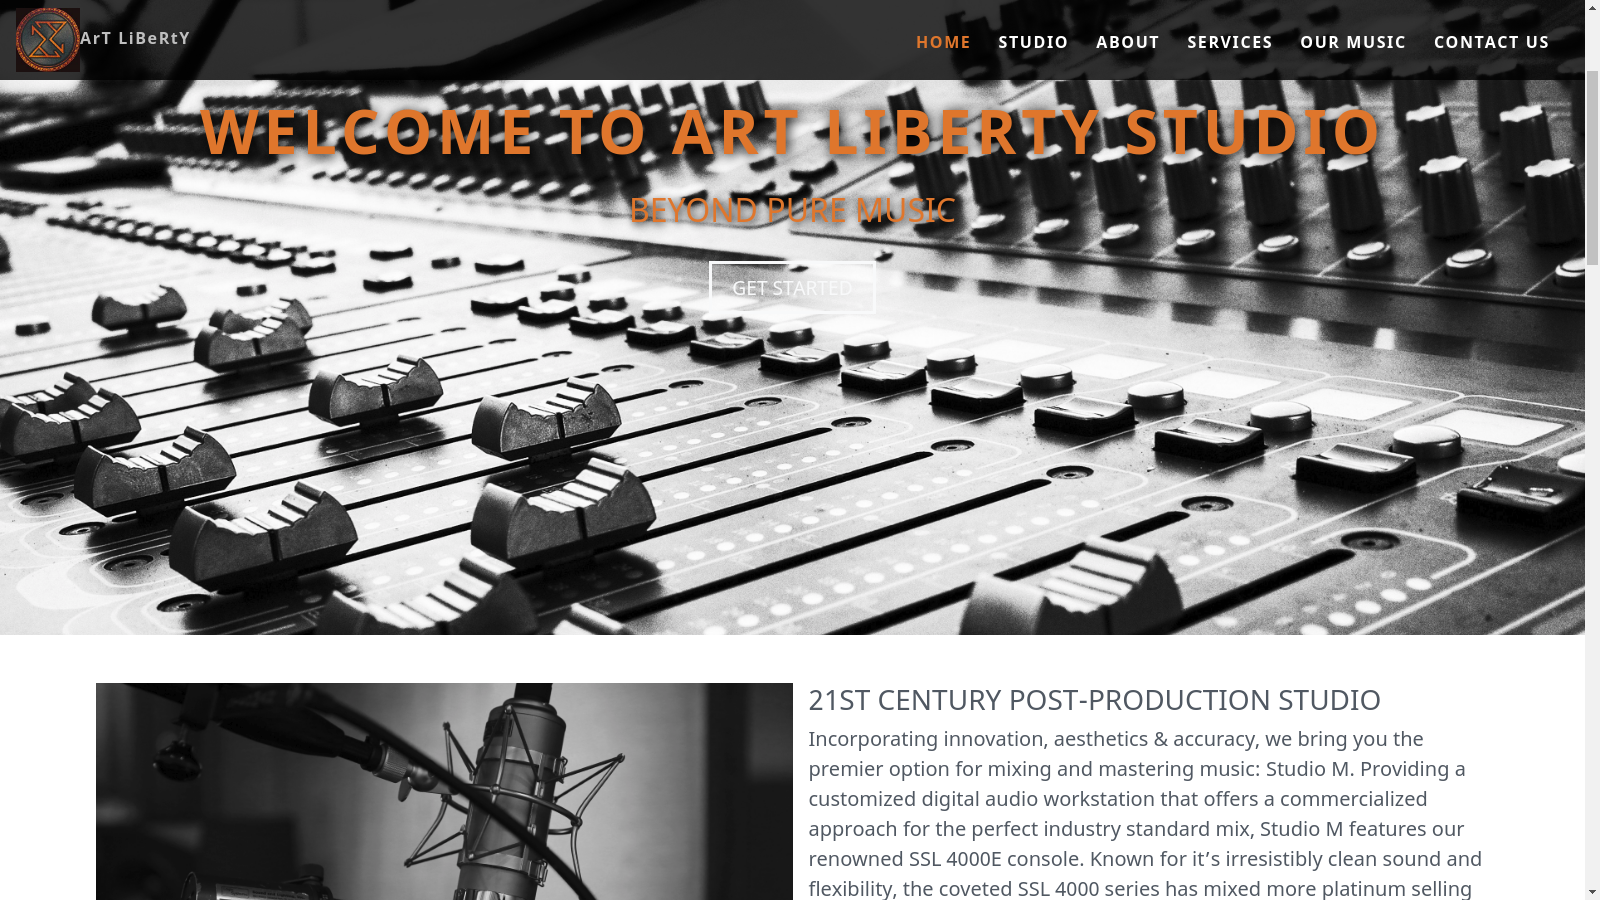 ArT LiBeRtY
HOME STUDIO ABOUT SERVICES OUR MUSIC CONTACT US
WELCOME TO ART LIBERTY STUDIO
BEYOND PURE MUSIC
GET STARTED
21ST CENTURY POST-PRODUCTION STUDIO
Incorporating innovation, aesthetics & accuracy, we bring you the
premier option for mixing and mastering music: Studio M. Providing a
customized digital audio workstation that offers a commercialized
approach for the perfect industry standard mix, Studio M features our
renowned SSL 4000E console. Known for it’s irresistibly clean sound and
flexibility, the coveted SSL 4000 series has mixed more platinum selling